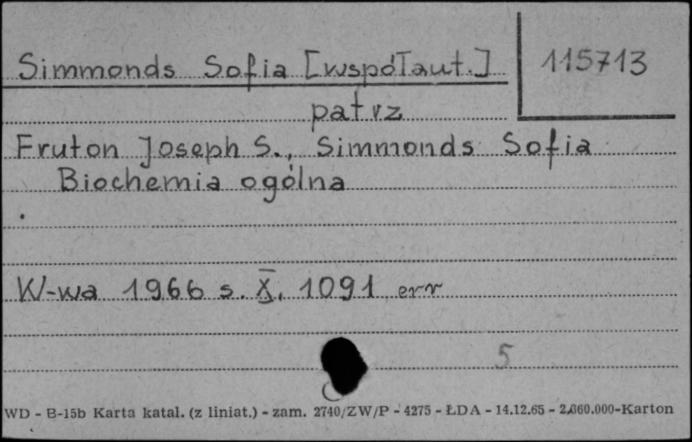 Simmonds Sofia [współaut.]
115713
patrz
Fruton Joseph S., Simmonds Sofia
Biochemia ogólna
W-wa 1966 s. X, 1091 err
5
WD - B-15b Karta katal. (z liniat.) - zam. 2740/ZW/P - 4275 - ŁDA - 14.12.65 - 2.060.000-Karton